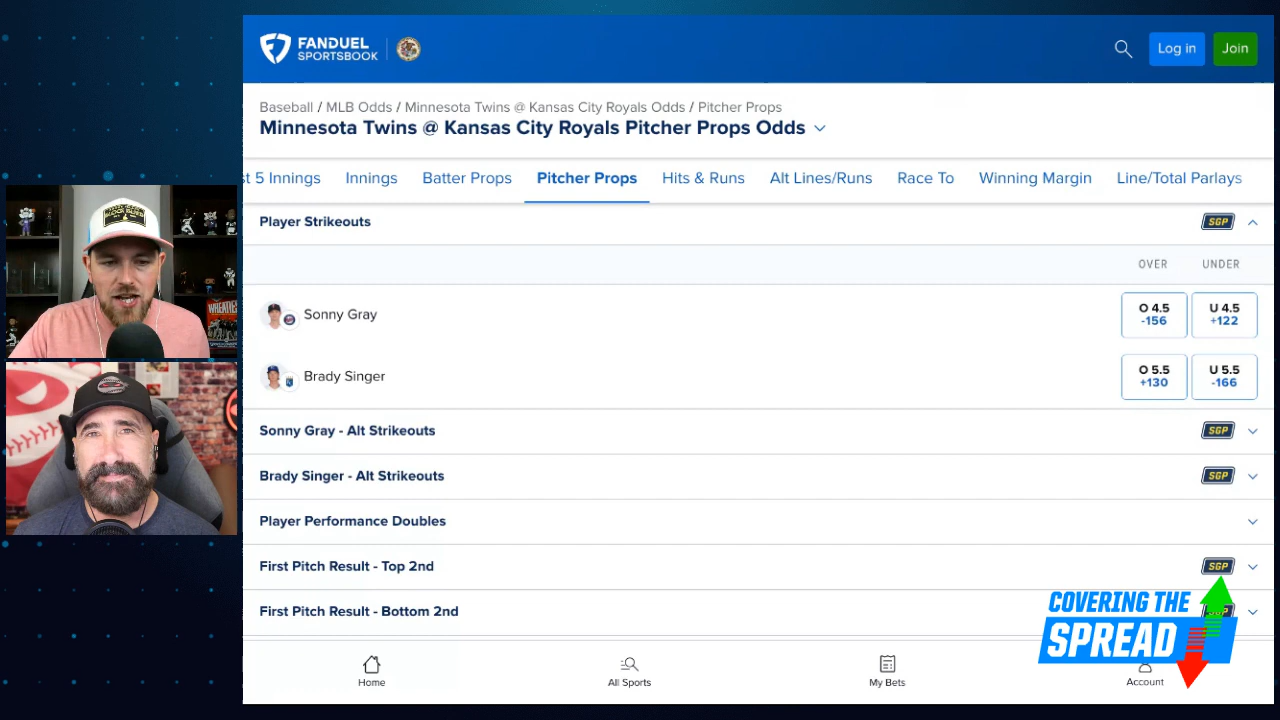 FANDUEL
SPORTSBOOK
Log in
Join
Baseball / MLB Odds / Minnesota Twins @ Kansas City Royals Odds / Pitcher Props
Minnesota Twins @ Kansas City Royals Pitcher Props Odds
st 5 Innings
Innings
Batter Props
Pitcher Props
Hits & Runs
Alt Lines/Runs
Race To
Winning Margin
Line/Total Parlays
Player Strikeouts
SGP
OVER
UNDER
Sonny Gray
O 4.5
-156
U 4.5
+122
Brady Singer
O 5.5
+130
U 5.5
-166
Sonny Gray - Alt Strikeouts
SGP
Brady Singer - Alt Strikeouts
SGP
Player Performance Doubles
First Pitch Result - Top 2nd
SGP
First Pitch Result - Bottom 2nd
COVERING THE
SPREAD
Home
All Sports
My Bets
Account
WHEATIES